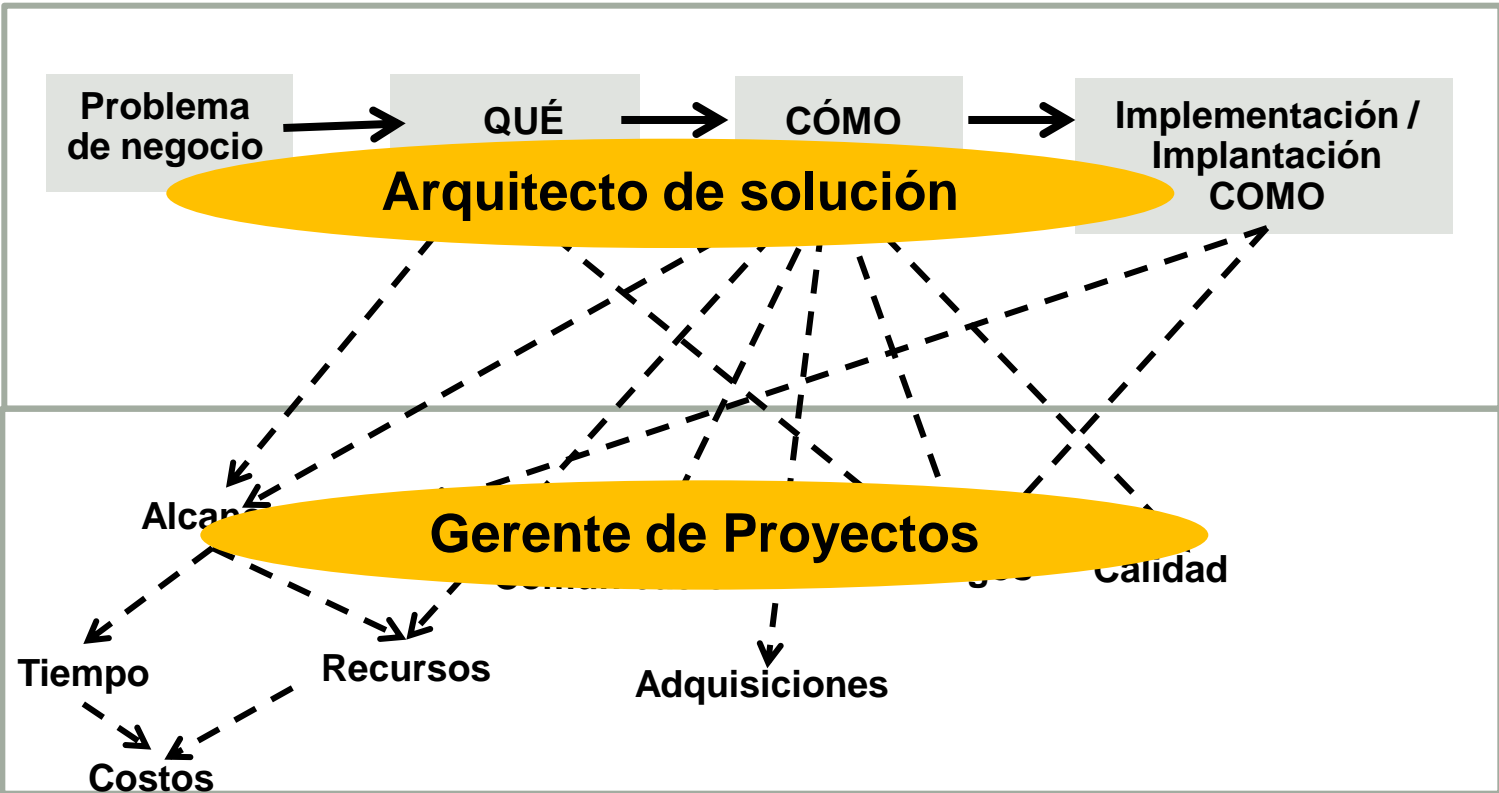 Problema
de negocio
QUÉ
CÓMO
Implementación /
Implantación
COMO
Arquitecto de solución
Gerente de Proyectos
Calidad
Tiempo
Recursos
Adquisiciones
Costos